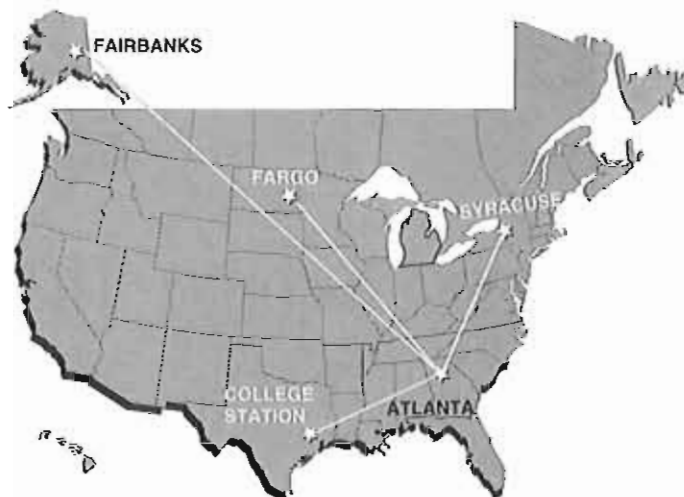 FAIRBANKS
FARGO
SYRACUSE
COLLEGE
STATION
ATLANTA